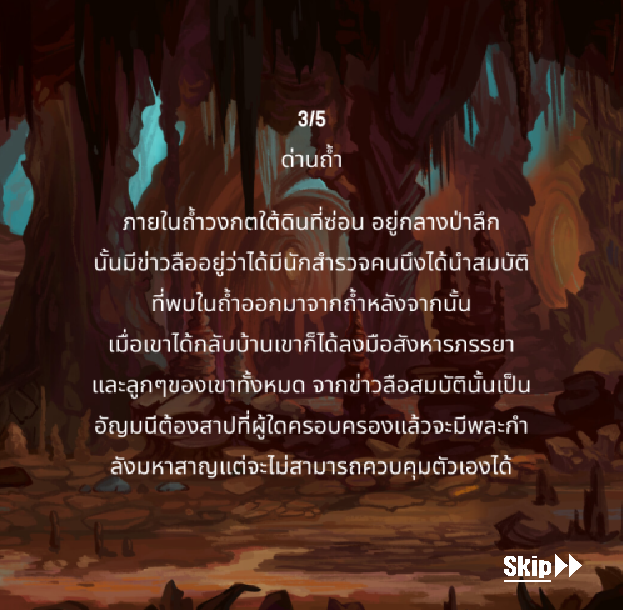 3/5
ด่านถ้ำ
ภายในถ้ำวงกตใต้ดินที่ซ่อน อยู่กลางป่าลึก
นั้นมีข่าวลืออยู่ว่าได้มีนักสำรวจคนนึงได้นำสมบัติ
ที่พบในถ้ำออกมาจากถ้ำหลังจากนั้น
เมื่อเขาได้กลับบ้านเขาก็ได้ลงมือสังหารภรรยา
และลูกๆของเขาทั้งหมด จากข่าวลือสมบัตินั้นเป็น
อัญมนีต้องสาปที่ผู้ใดครอบครองแล้วจะมีพละกำ
ลังมหาสาญแต่จะไม่สามารถควบคุมตัวเองได้
Skip